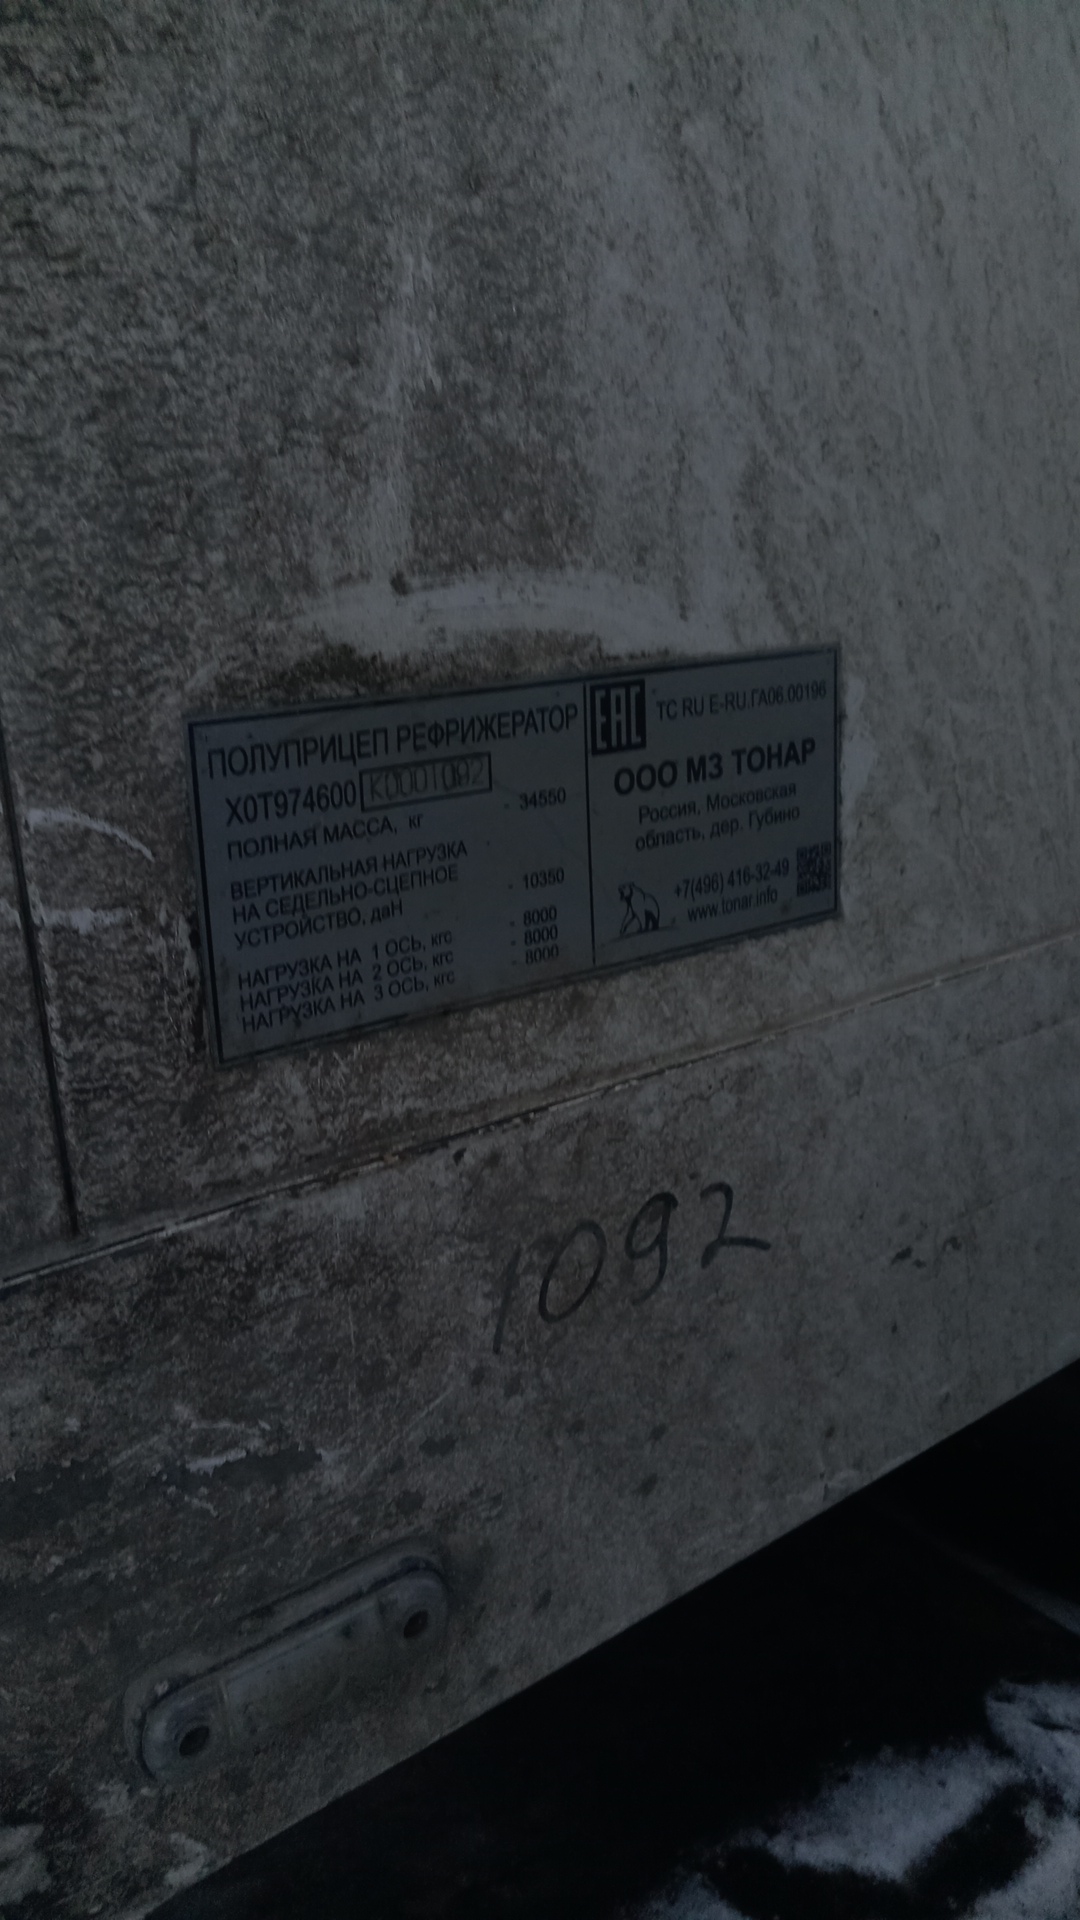 ПОЛУПРИЦЕП РЕФРИЖЕРАТОР
X0T974600 K0001092
ПОЛНАЯ МАССА, кг - 34550
ВЕРТИКАЛЬНАЯ НАГРУЗКА
НА СЕДЕЛЬНО-СЦЕПНОЕ
УСТРОЙСТВО, даН - 10350
НАГРУЗКА НА 1 ОСЬ, кгс - 8000
НАГРУЗКА НА 2 ОСЬ, кгс - 8000
НАГРУЗКА НА 3 ОСЬ, кгс - 8000
EAC TC RU E-RU.ГА06.00196
ООО МЗ ТОНАР
Россия, Московская
область, дер. Губино
+7(496) 416-32-49
www.tonar.info
1092